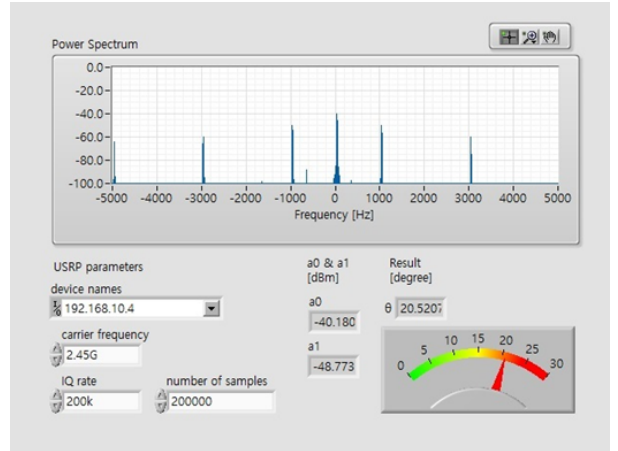 Power Spectrum
0.0
-20.0
-40.0
-60.0
-80.0
-100.0
-5000 -4000 -3000 -2000 -1000 0 1000 2000 3000 4000 5000
Frequency [Hz]
USRP parameters
device names
192.168.10.4
carrier frequency
2.45G
IQ rate
200k
number of samples
200000
a0 & a1
[dBm]
a0
-40.180
a1
-48.773
Result
[degree]
θ 20.5207
0 5 10 15 20 25 30